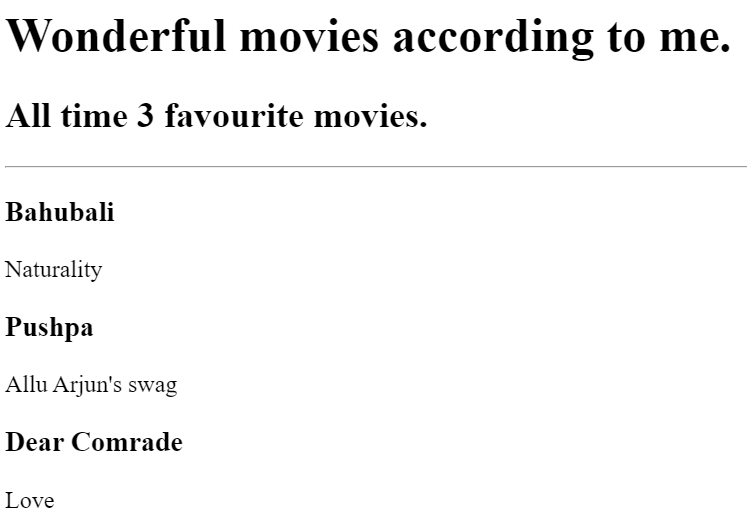 Wonderful movies according to me.
All time 3 favourite movies.
Bahubali
Naturality
Pushpa
Allu Arjun's swag
Dear Comrade
Love